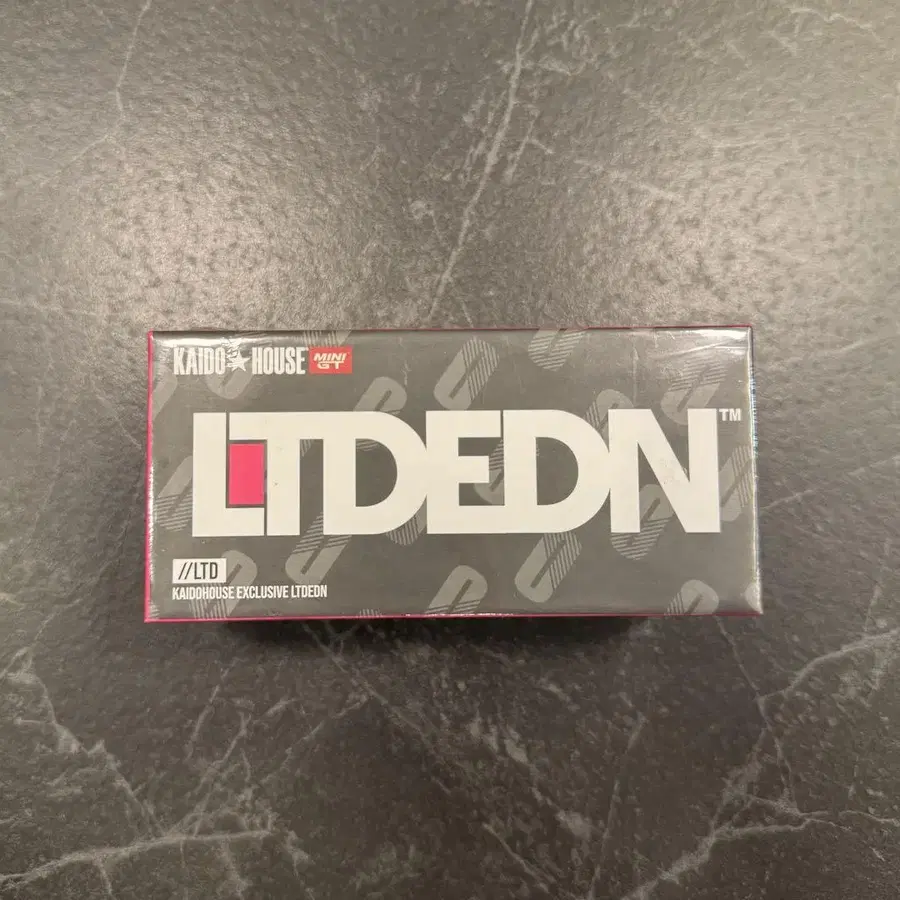 KAIDO★HOUSE MINI GT
LTDEDN™
//LTD
KAIDOHOUSE EXCLUSIVE LTDEDN